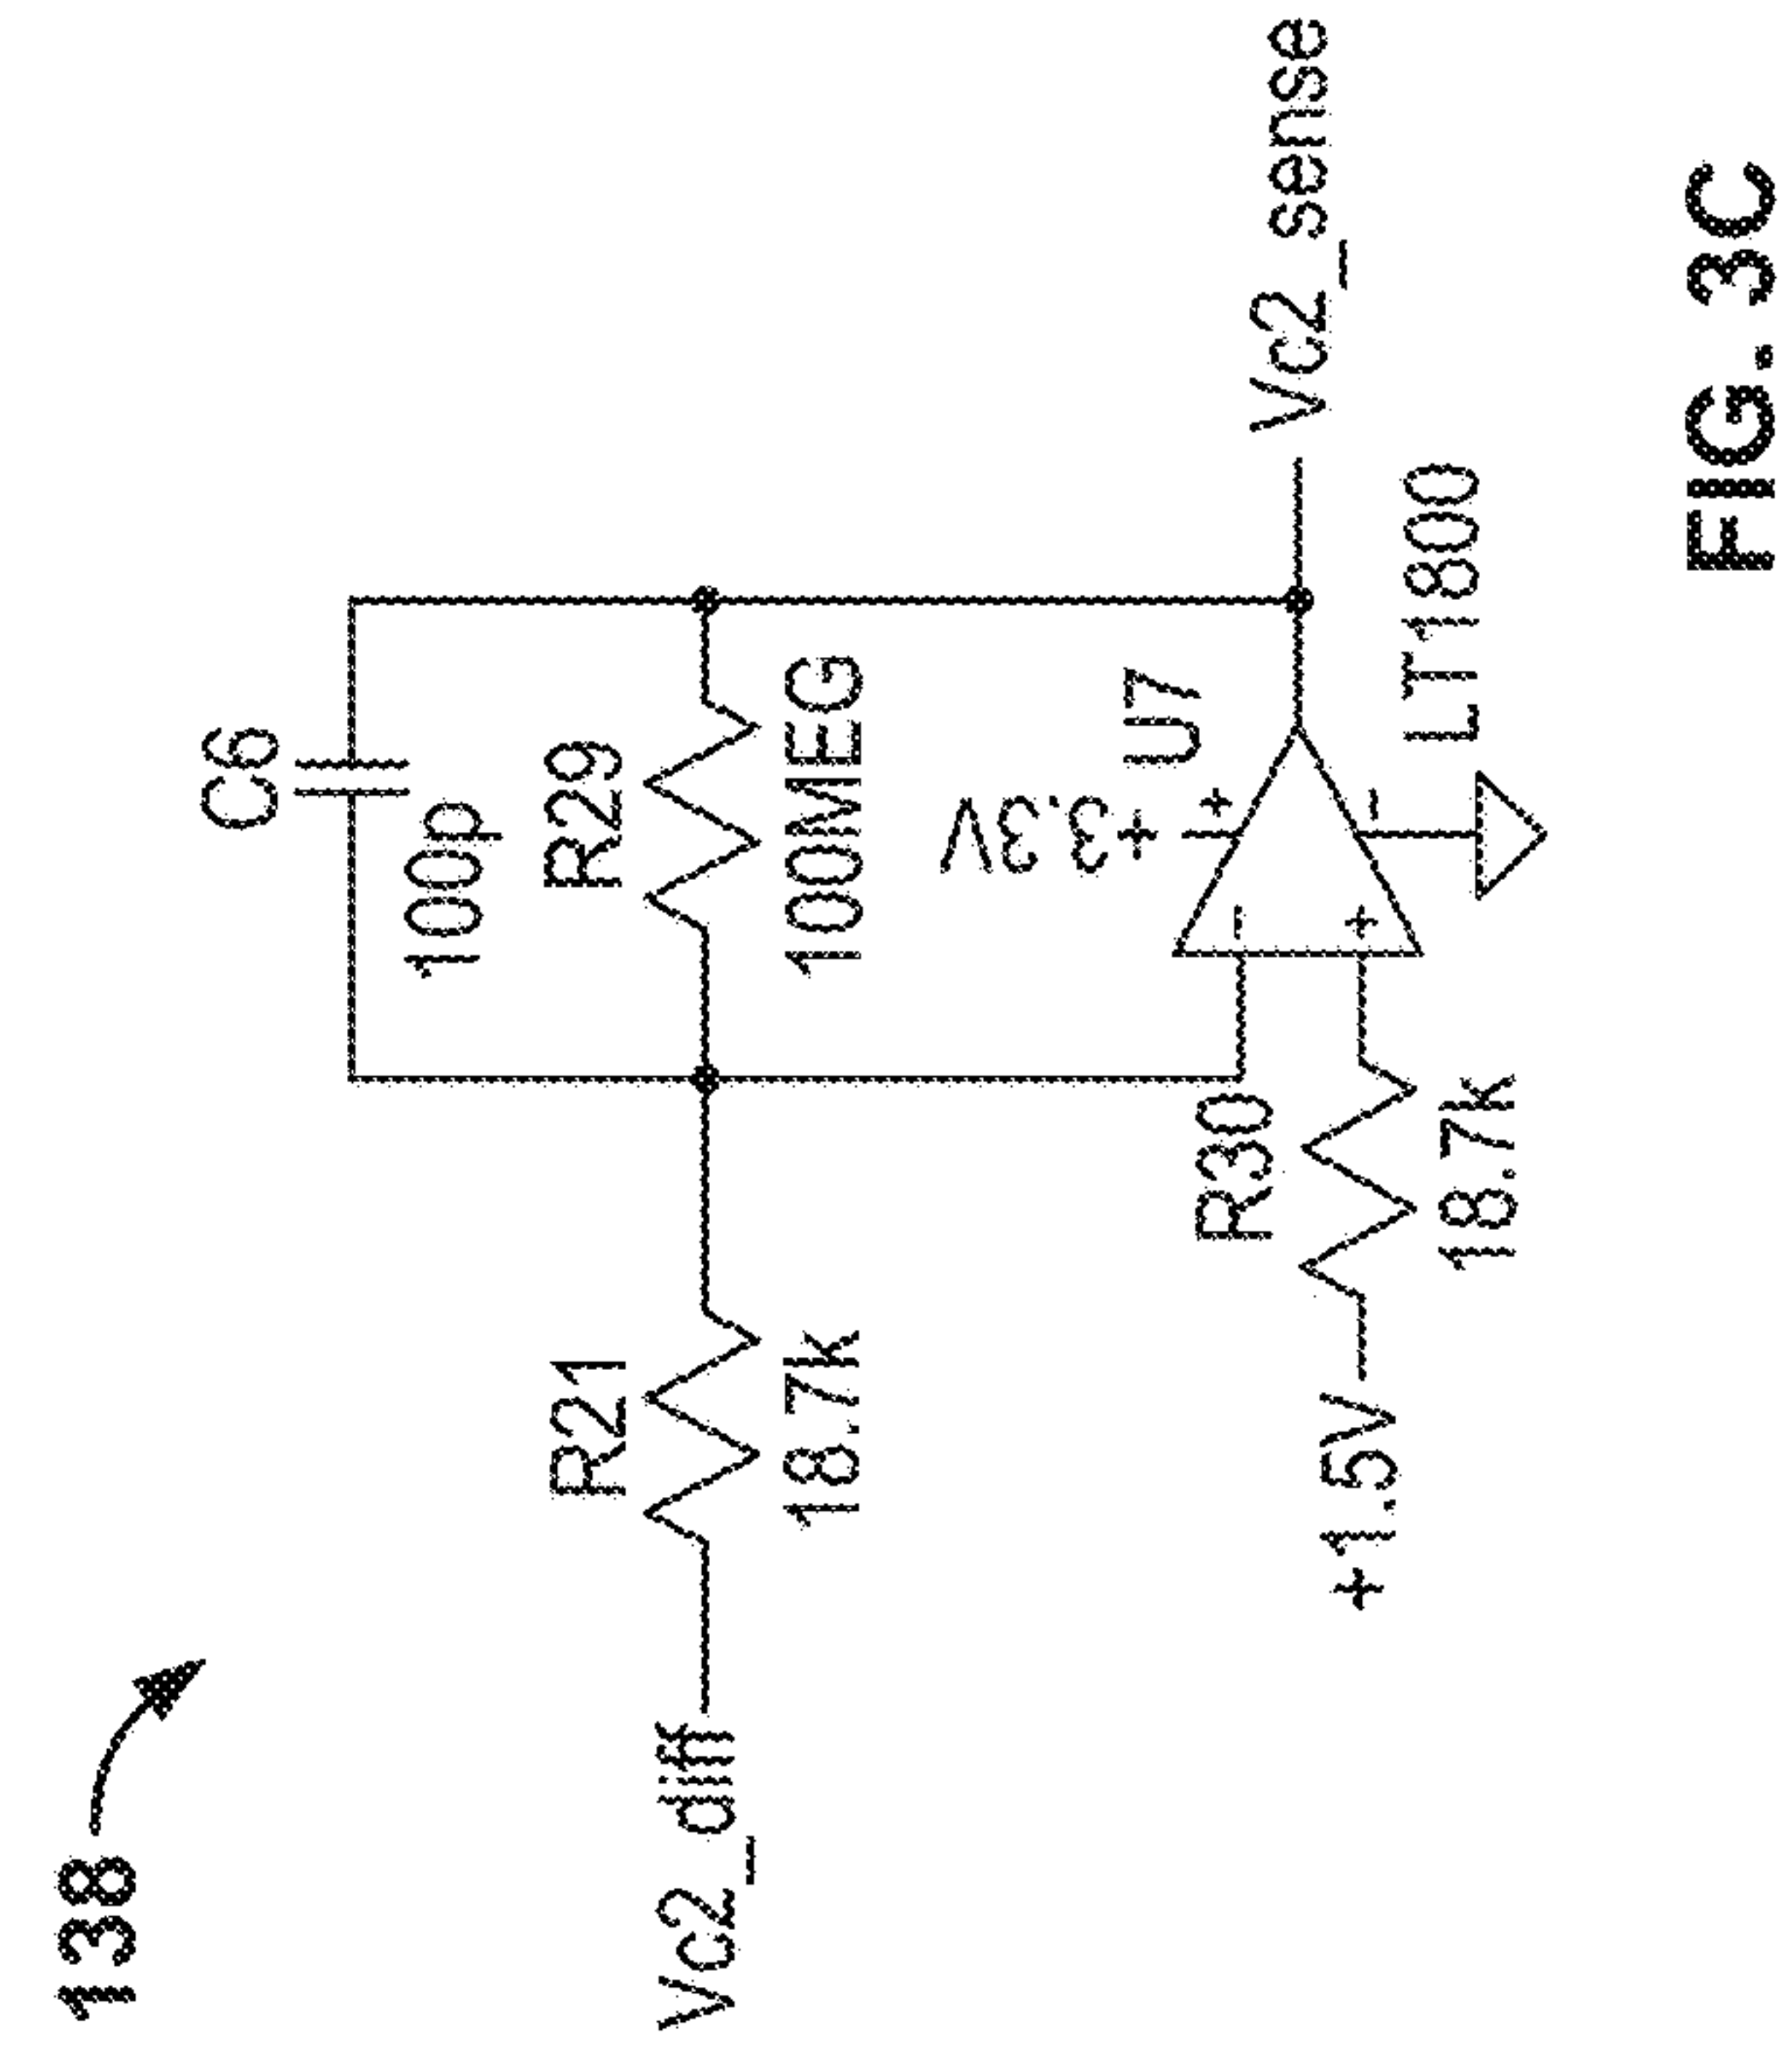 138
C6
100p
R29
100MEG
R21
18.7k
Vc2_diff
+3.3V
U7
-
+
+
-
LT1800
R30
18.7k
+1.5V
Vc2_sense
FIG. 3C